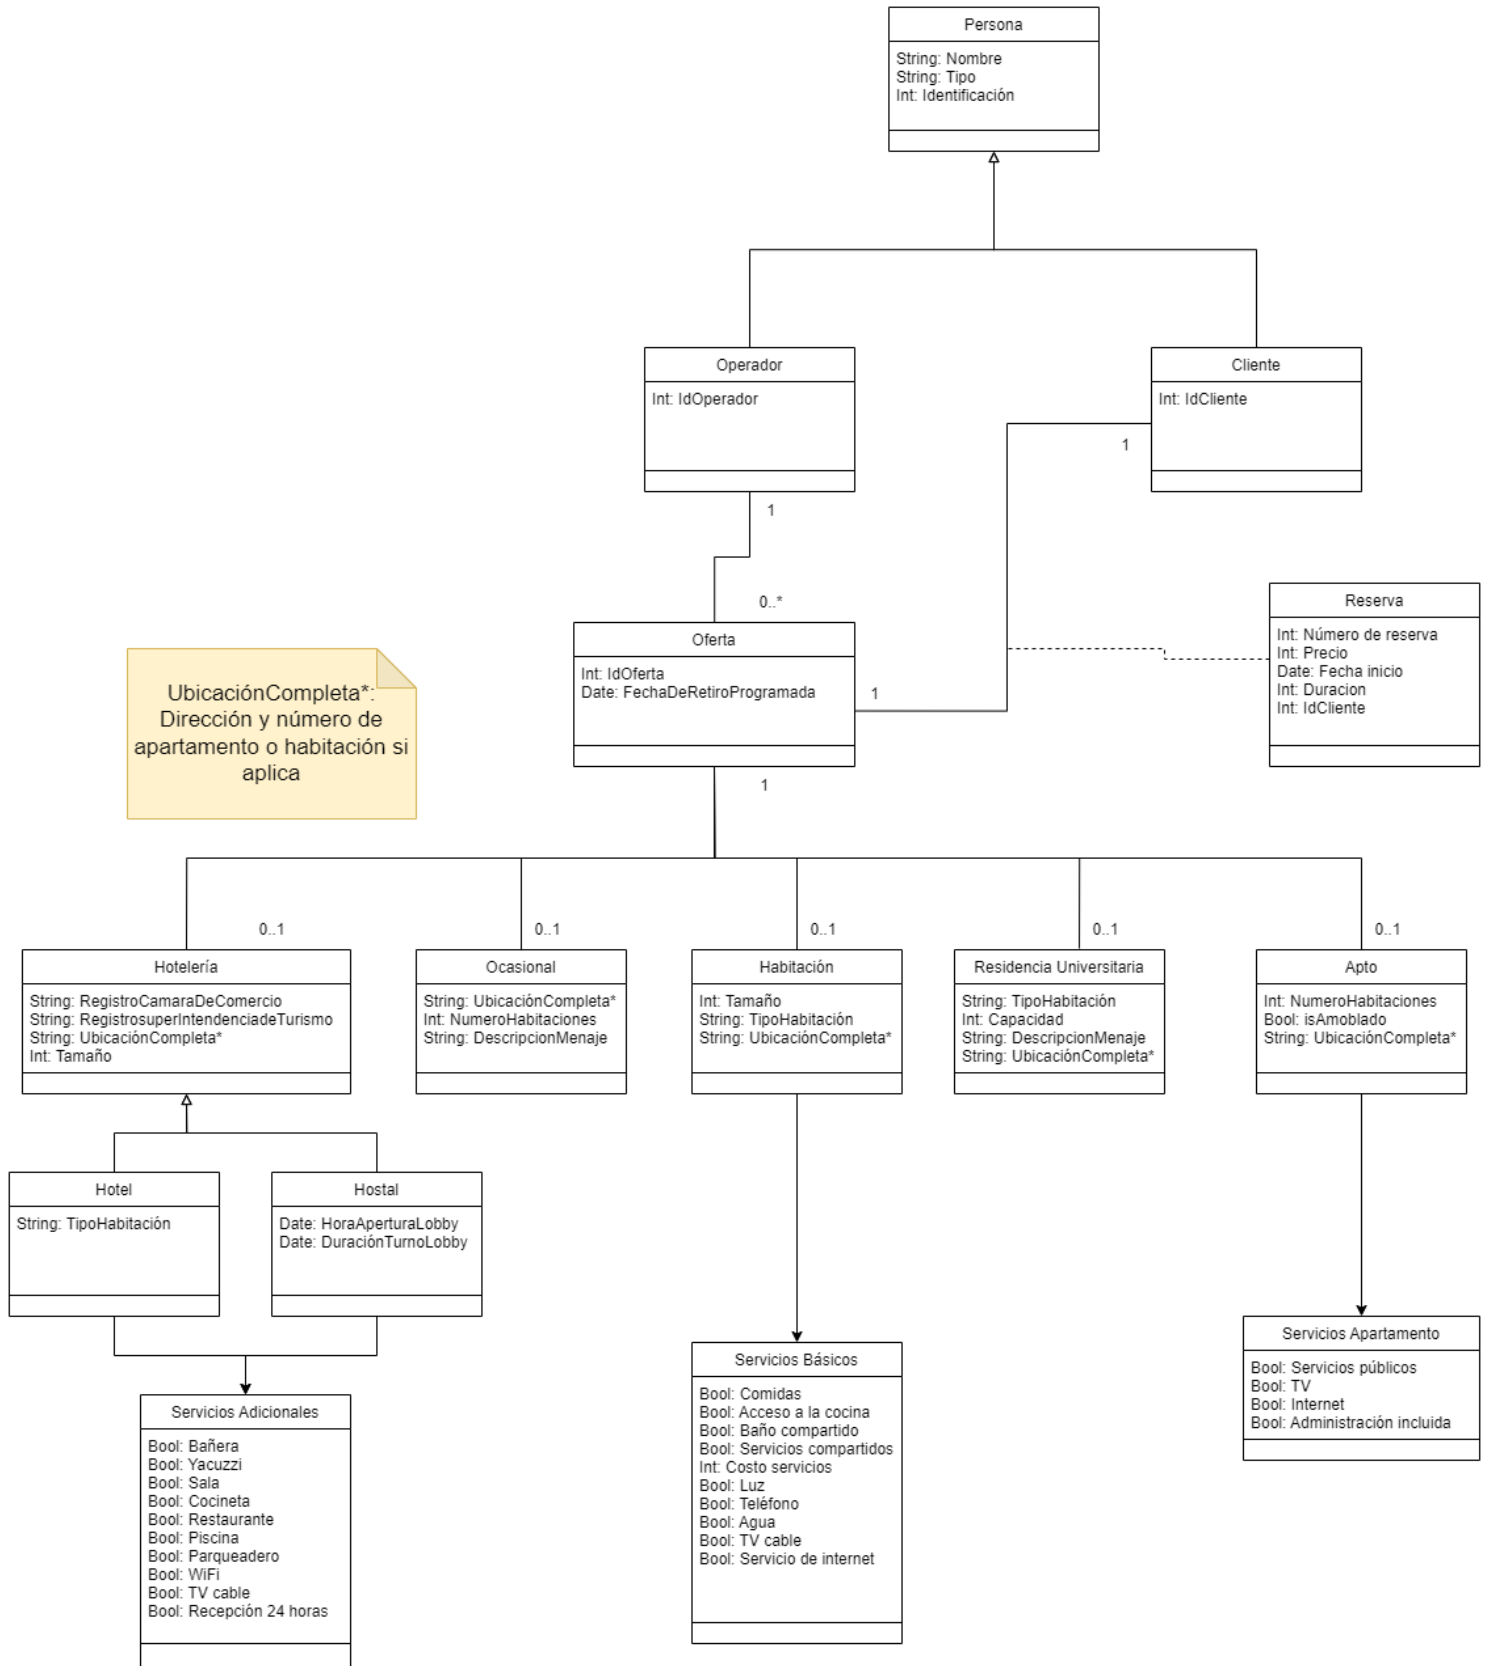 Persona
String: Nombre
String: Tipo
Int: Identificación
Operador
Int: IdOperador
Cliente
Int: IdCliente
1
1
0..*
Oferta
Int: IdOferta
Date: FechaDeRetiroProgramada
1
1
Reserva
Int: Número de reserva
Int: Precio
Date: Fecha inicio
Int: Duracion
Int: IdCliente
UbicaciónCompleta*:
Dirección y número de
apartamento o habitación si
aplica
0..1
0..1
0..1
0..1
0..1
Hotelería
String: RegistroCamaraDeComercio
String: RegistrosuperIntendenciadeTurismo
String: UbicaciónCompleta*
Int: Tamaño
Ocasional
String: UbicaciónCompleta*
Int: NumeroHabitaciones
String: DescripcionMenaje
Habitación
Int: Tamaño
String: TipoHabitación
String: UbicaciónCompleta*
Residencia Universitaria
String: TipoHabitación
Int: Capacidad
String: DescripcionMenaje
String: UbicaciónCompleta*
Apto
Int: NumeroHabitaciones
Bool: isAmoblado
String: UbicaciónCompleta*
Hotel
String: TipoHabitación
Hostal
Date: HoraAperturaLobby
Date: DuraciónTurnoLobby
Servicios Adicionales
Bool: Bañera
Bool: Yacuzzi
Bool: Sala
Bool: Cocineta
Bool: Restaurante
Bool: Piscina
Bool: Parqueadero
Bool: WiFi
Bool: TV cable
Bool: Recepción 24 horas
Servicios Básicos
Bool: Comidas
Bool: Acceso a la cocina
Bool: Baño compartido
Bool: Servicios compartidos
Int: Costo servicios
Bool: Luz
Bool: Teléfono
Bool: Agua
Bool: TV cable
Bool: Servicio de internet
Servicios Apartamento
Bool: Servicios públicos
Bool: TV
Bool: Internet
Bool: Administración incluida